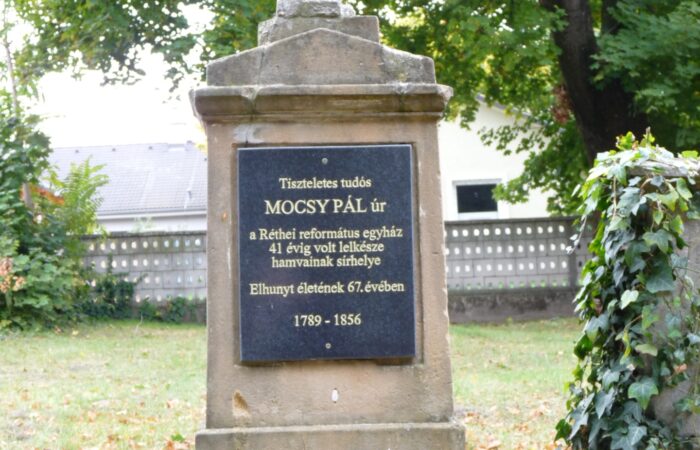 Tiszteletes tudós
MOCSY PÁL úr
a Réthei református egyház
41 évig volt lelkésze
hamvainak sírhelye
Elhunyt életének 67. évében
1789 - 1856